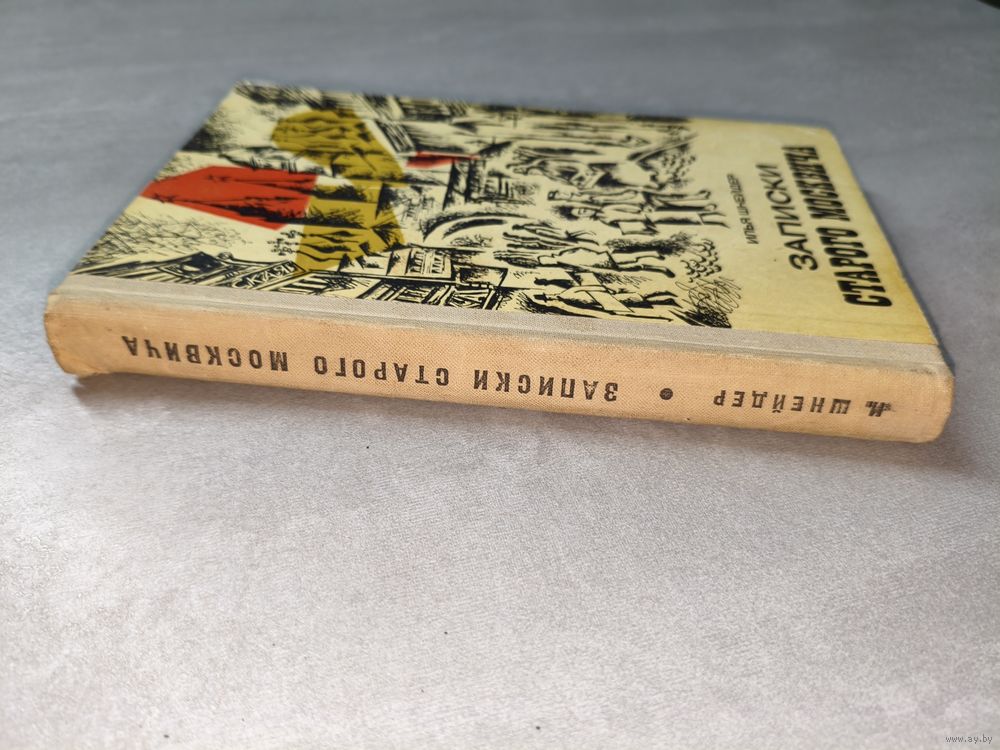 ИЛЬЯ ШНЕЙДЕР
ЗАПИСКИ
СТАРОГО МОСКВИЧА
И. ШНЕЙДЕР • ЗАПИСКИ СТАРОГО МОСКВИЧА
www.ay.by